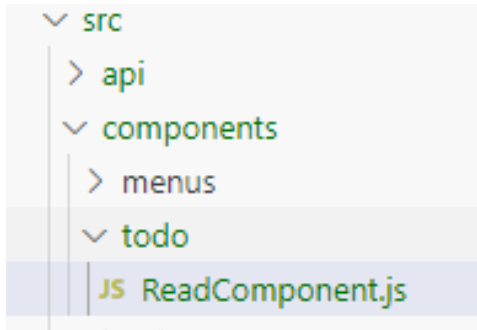 src
api
components
menus
todo
JS ReadComponent.js